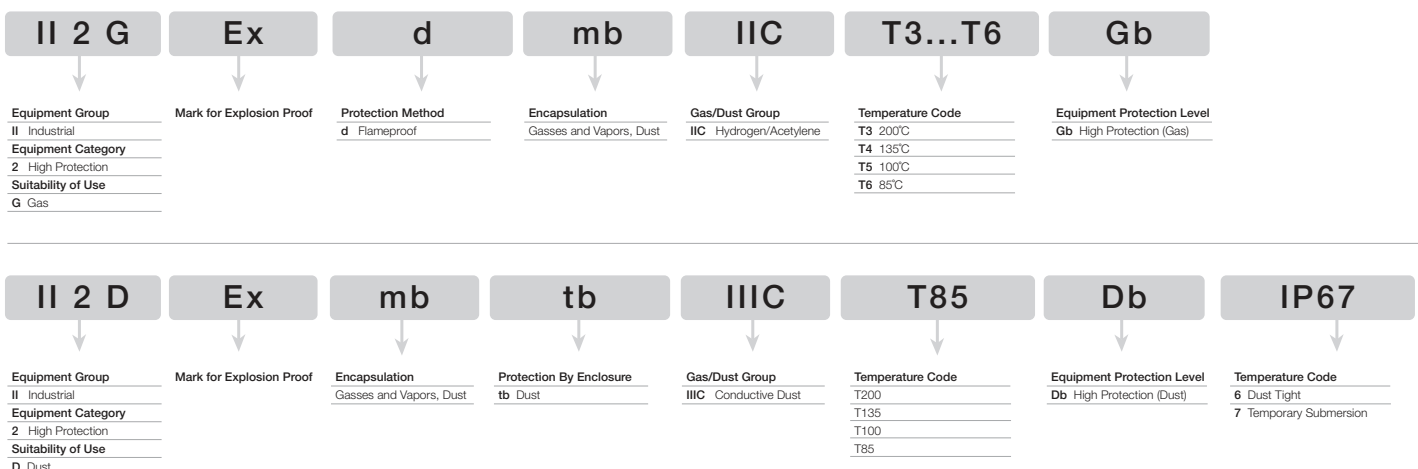 II 2 G Ex d mb IIC T3...T6 Gb
Equipment Group
II Industrial
Equipment Category
2 High Protection
Suitability of Use
G Gas
Mark for Explosion Proof
Protection Method
d Flameproof
Encapsulation
Gasses and Vapors, Dust
Gas/Dust Group
IIC Hydrogen/Acetylene
Temperature Code
T3 200°C
T4 135°C
T5 100°C
T6 85°C
Equipment Protection Level
Gb High Protection (Gas)
II 2 D Ex mb tb IIIC T85 Db IP67
Equipment Group
II Industrial
Equipment Category
2 High Protection
Suitability of Use
D Dust
Mark for Explosion Proof
Encapsulation
Gasses and Vapors, Dust
Protection By Enclosure
tb Dust
Gas/Dust Group
IIIC Conductive Dust
Temperature Code
T200
T135
T100
T85
Equipment Protection Level
Db High Protection (Dust)
Temperature Code
6 Dust Tight
7 Temporary Submersion